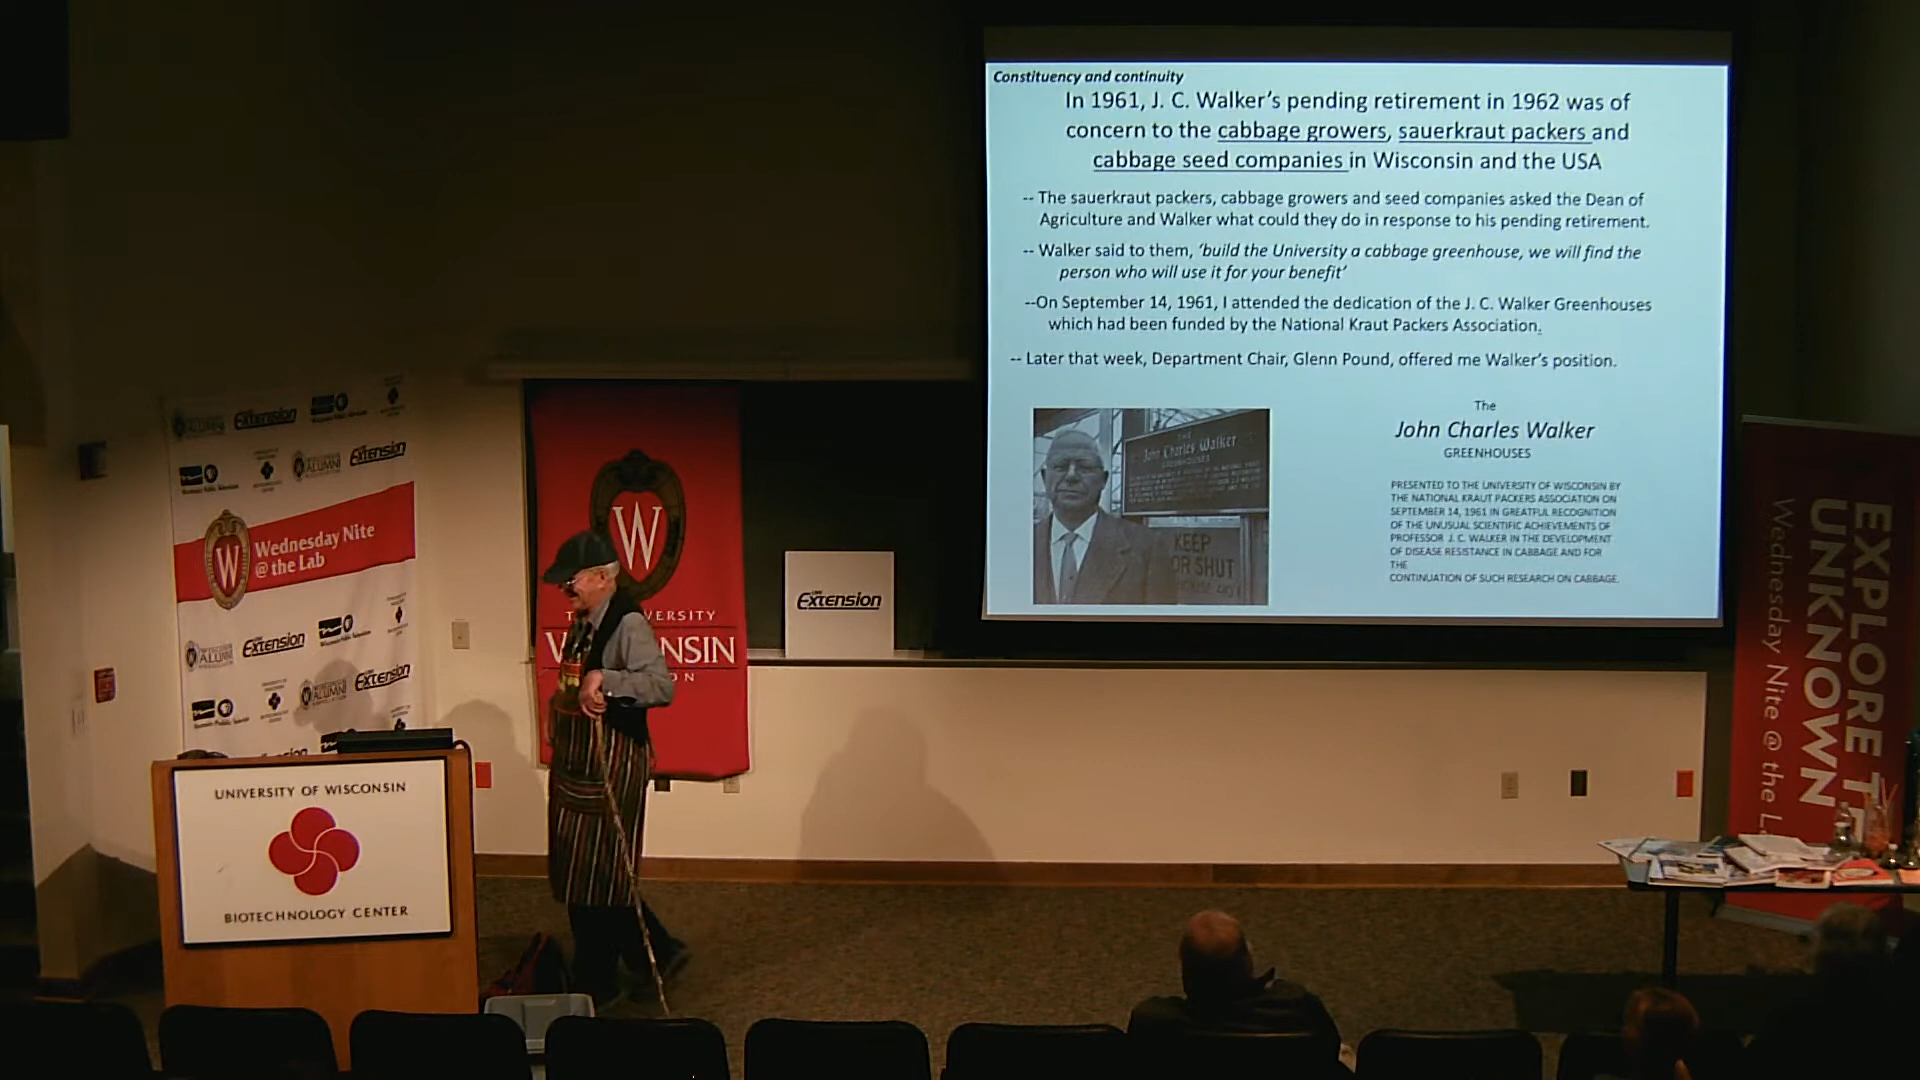 Constituency and continuity
In 1961, J. C. Walker's pending retirement in 1962 was of
concern to the cabbage growers, sauerkraut packers and
cabbage seed companies in Wisconsin and the USA
-- The sauerkraut packers, cabbage growers and seed companies asked the Dean of
Agriculture and Walker what could they do in response to his pending retirement.
-- Walker said to them, 'build the University a cabbage greenhouse, we will find the
person who will use it for your benefit'
--On September 14, 1961, I attended the dedication of the J. C. Walker Greenhouses
which had been funded by the National Kraut Packers Association.
-- Later that week, Department Chair, Glenn Pound, offered me Walker's position.
The
John Charles Walker
GREENHOUSES
PRESENTED TO THE UNIVERSITY OF WISCONSIN BY
THE NATIONAL KRAUT PACKERS ASSOCIATION ON
SEPTEMBER 14, 1961 IN GREATFUL RECOGNITION
OF THE UNUSUAL SCIENTIFIC ACHIEVEMENTS OF
PROFESSOR J. C. WALKER IN THE DEVELOPMENT
OF DISEASE RESISTANCE IN CABBAGE AND FOR
THE
CONTINUATION OF SUCH RESEARCH ON CABBAGE.
John Charles Walker
GREENHOUSES
KEEP
OR SHUT
Extension
ALUMNI
Extension
W
Wednesday Nite
@ the Lab
Extension
ALUMNI
Extension
W
VERSITY
NSIN
ON
Extension
UNIVERSITY OF WISCONSIN
BIOTECHNOLOGY CENTER
EXPLORE T
UNKNOWN
Wednesday Nite @ the L